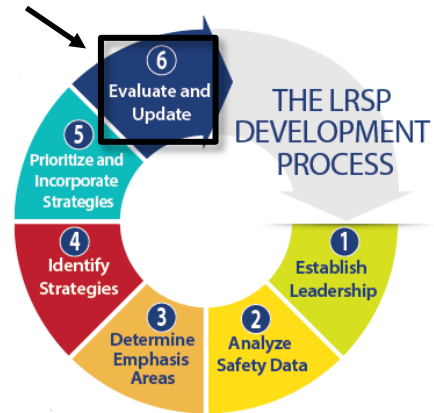 THE LRSP
DEVELOPMENT
PROCESS
1
Establish
Leadership
2
Analyze
Safety Data
3
Determine
Emphasis
Areas
4
Identify
Strategies
5
Prioritize and
Incorporate
Strategies
6
Evaluate and
Update